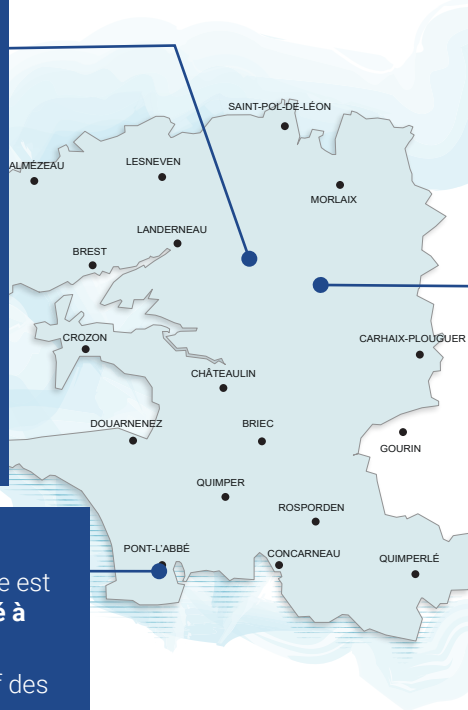 SAINT-POL-DE-LÉON
ALMÉZEAU
LESNEVEN
MORLAIX
LANDERNEAU
BREST
CROZON
CARHAIX-PLOUGUER
CHÂTEAULIN
DOUARNENEZ
BRIEC
GOURIN
QUIMPER
ROSPORDEN
PONT-L'ABBÉ
CONCARNEAU
QUIMPERLÉ
e est
é à
f des